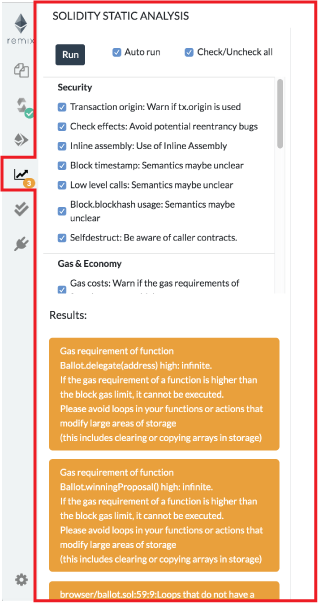 SOLIDITY STATIC ANALYSIS
remix
Run
Auto run
Check/Uncheck all
Security
Transaction origin: Warn if tx.origin is used
Check effects: Avoid potential reentrancy bugs
Inline assembly: Use of Inline Assembly
Block timestamp: Semantics maybe unclear
Low level calls: Semantics maybe unclear
Block.blockhash usage: Semantics maybe
unclear
Selfdestruct: Be aware of caller contracts.
3
Gas & Economy
Gas costs: Warn if the gas requirements of
Results:
Gas requirement of function
Ballot.delegate(address) high: infinite.
If the gas requirement of a function is higher than
the block gas limit, it cannot be executed.
Please avoid loops in your functions or actions that
modify large areas of storage
(this includes clearing or copying arrays in storage)
Gas requirement of function
Ballot.winningProposal() high: infinite.
If the gas requirement of a function is higher than
the block gas limit, it cannot be executed.
Please avoid loops in your functions or actions that
modify large areas of storage
(this includes clearing or copying arrays in storage)
browser/ballot.sol:59:9:Loops that do not have a